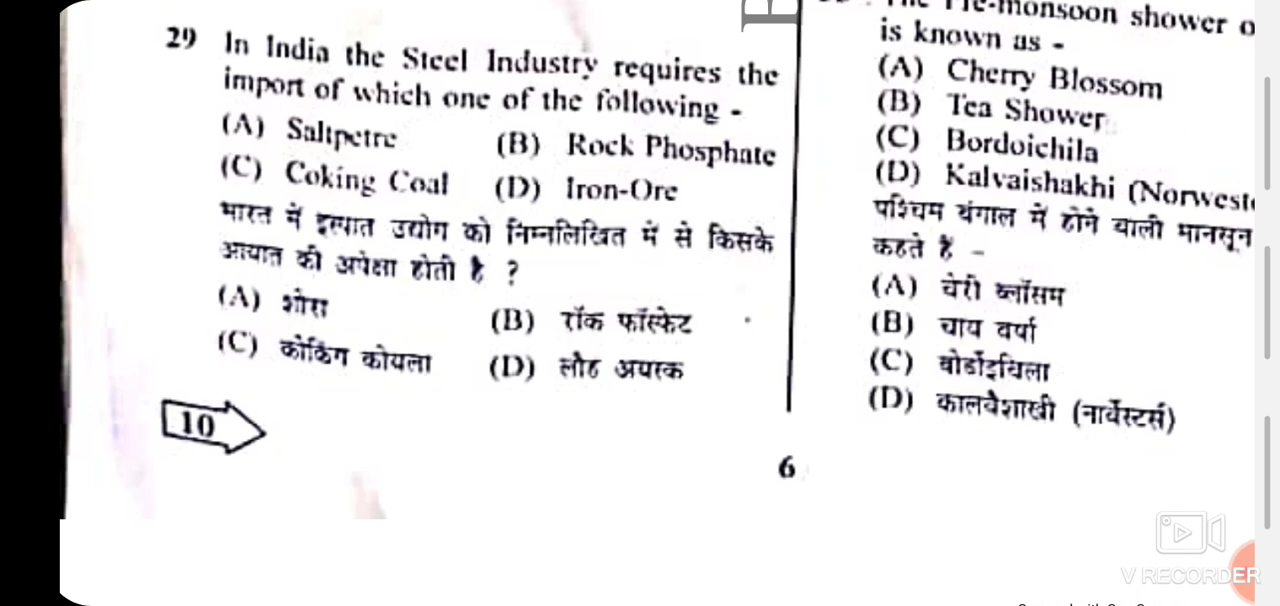 29 In India the Steel Industry requires the
import of which one of the following -
(A) Saltpetre (B) Rock Phosphate
(C) Coking Coal (D) Iron-Ore
भारत में इस्पात उद्योग को निम्नलिखित में से किसके
आयात की अपेक्षा होती है ?
(A) शोरा (B) रॉक फॉस्फेट
(C) कोकिंग कोयला (D) लौह अयस्क
10
6
monsoon shower
is known as -
(A) Cherry Blossom
(B) Tea Shower
(C) Bordoichila
(D) Kalvaishakhi
पश्चिम बंगाल में होने वाली मानसून
कहते हैं -
(A) चेरी ब्लॉसम
(B) चाय वर्षा
(C) बोर्डोइचिला
(D) कालवैशाखी (नार्वेस्टर्स)
V RECORDER